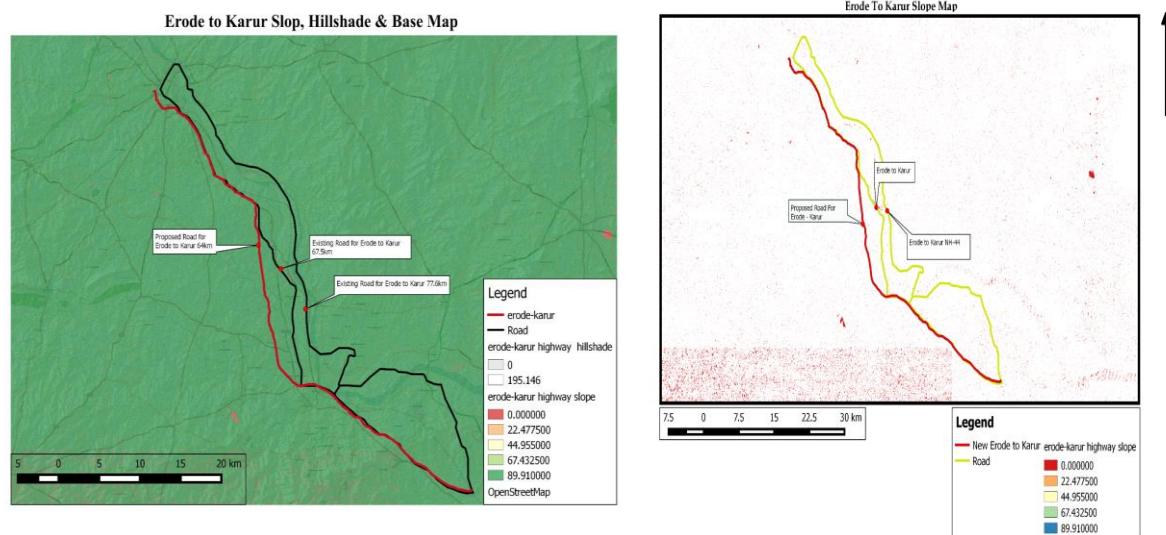 Erode to Karur Slop, Hillshade & Base Map
Proposed Road for
Erode to Karur 64km
Existing Road for Erode to Karur
67.5km
Existing Road for Erode to Karur 77.6km
Legend
erode-karur
Road
erode-karur highway hillshade
0
195.146
erode-karur highway slope
0.000000
22.477500
44.955000
67.432500
89.910000
OpenStreetMap
5 0 5 10 15 20 km
Erode To Karur Slope Map
Erode to Karur
Proposed Road For
Erode - Karur
Erode to Karur NH-44
7.5 0 7.5 15 22.5 30 km
Legend
New Erode to Karur
Road
erode-karur highway slope
0.000000
22.477500
44.955000
67.432500
89.910000